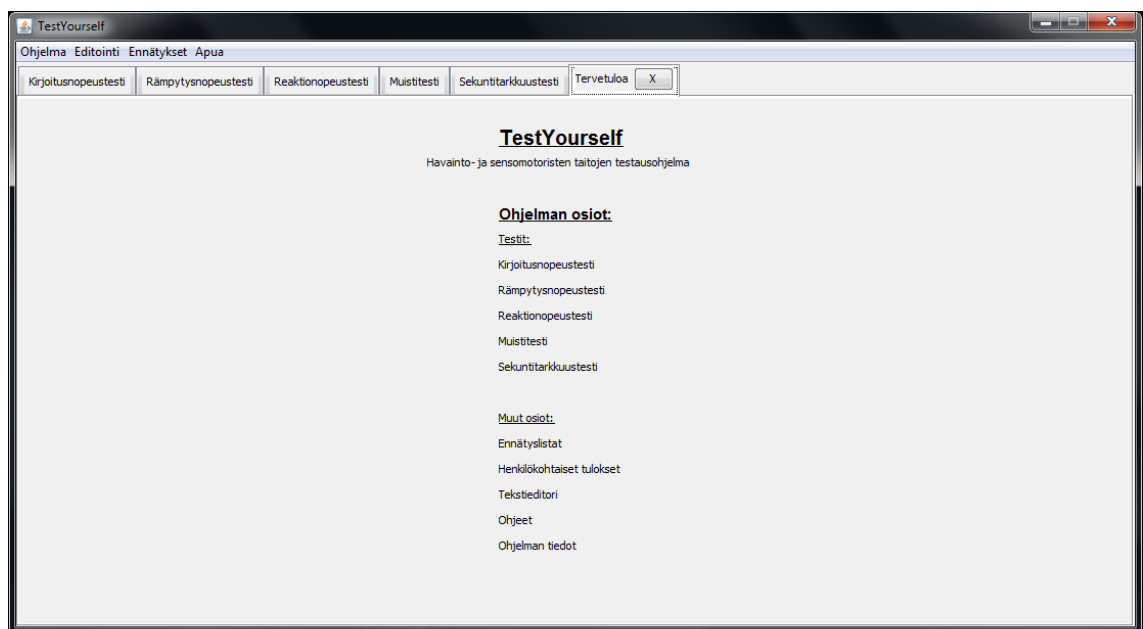 TestYourself
Ohjelma Editointi Ennätykset Apua
Kirjoitusnopeustesti Rämpytysnopeustesti Reaktionopeustesti Muistitesti Sekuntitarkkuustesti Tervetuloa X
TestYourself
Havainto- ja sensomotoristen taitojen testausohjelma
Ohjelman osiot:
Testit:
Kirjoitusnopeustesti
Rämpytysnopeustesti
Reaktionopeustesti
Muistitesti
Sekuntitarkkuustesti
Muut osiot:
Ennätyslistat
Henkilökohtaiset tulokset
Tekstieditori
Ohjeet
Ohjelman tiedot